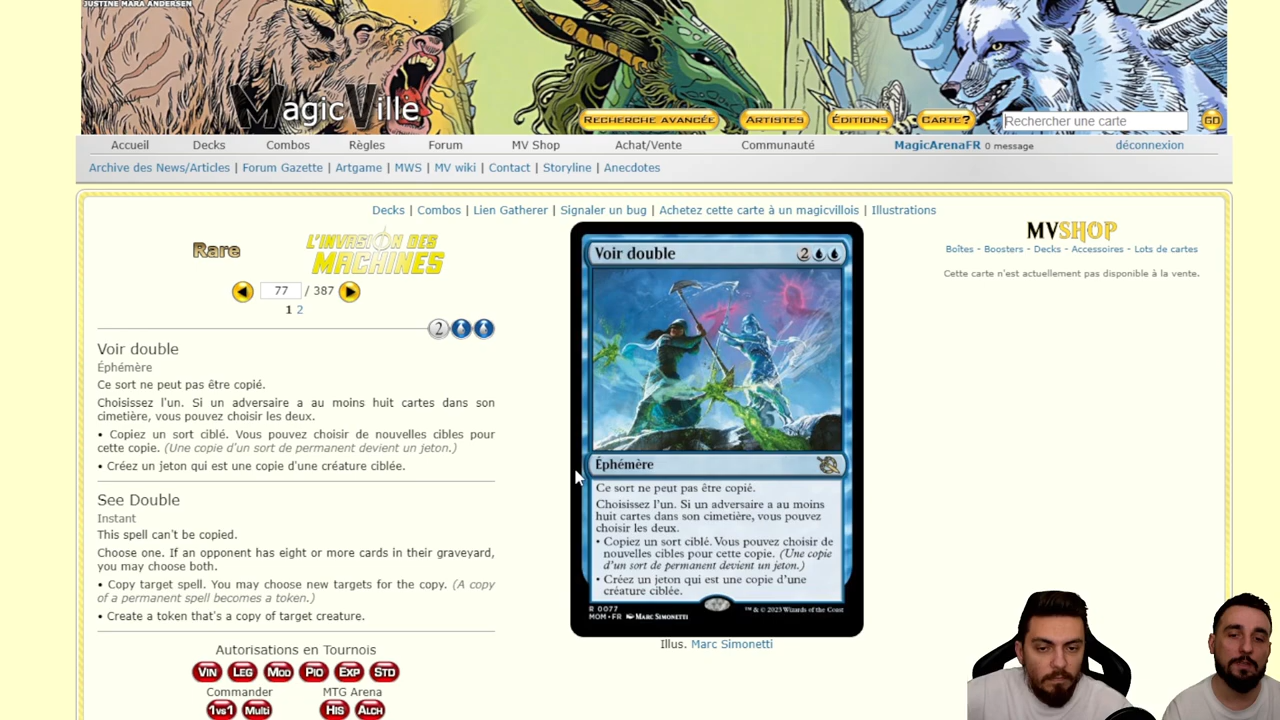 JUSTINE MARA ANDERSEN
MagicVille
RECHERCHE AVANCÉE
ARTISTES
ÉDITIONS
CARTE?
Rechercher une carte
GO
Accueil
Decks
Combos
Règles
Forum
MV Shop
Achat/Vente
Communauté
MagicArenaFR 0 message
déconnexion
Archive des News/Articles | Forum Gazette | Artgame | MWS | MV wiki | Contact | Storyline | Anecdotes
Decks | Combos | Lien Gatherer | Signaler un bug | Achetez cette carte à un magicvillois | Illustrations
Rare
L'INVASION DES
MACHINES
77 / 387
1 2
2
Voir double
Éphémère
Ce sort ne peut pas être copié.
Choisissez l'un. Si un adversaire a au moins huit cartes dans son
cimetière, vous pouvez choisir les deux.
• Copiez un sort ciblé. Vous pouvez choisir de nouvelles cibles pour
cette copie. (Une copie d'un sort de permanent devient un jeton.)
• Créez un jeton qui est une copie d'une créature ciblée.
See Double
Instant
This spell can't be copied.
Choose one. If an opponent has eight or more cards in their graveyard,
you may choose both.
• Copy target spell. You may choose new targets for the copy. (A copy
of a permanent spell becomes a token.)
• Create a token that's a copy of target creature.
Autorisations en Tournois
VIN LEG MOD PIO EXP STD
Commander
MTG Arena
1vs1 Multi
HIS ALCH
Voir double
2
Éphémère
Ce sort ne peut pas être copié.
Choisissez l'un. Si un adversaire a au moins
huit cartes dans son cimetière, vous pouvez
choisir les deux.
• Copiez un sort ciblé. Vous pouvez choisir de
nouvelles cibles pour cette copie. (Une copie
d'un sort de permanent devient un jeton.)
• Créez un jeton qui est une copie d'une
créature ciblée.
R 0077
MOM • FR MARC SIMONETTI
™ & © 2023 Wizards of the Coast
Illus. Marc Simonetti
MVSHOP
Boîtes - Boosters - Decks - Accessoires - Lots de cartes
Cette carte n'est actuellement pas disponible à la vente.